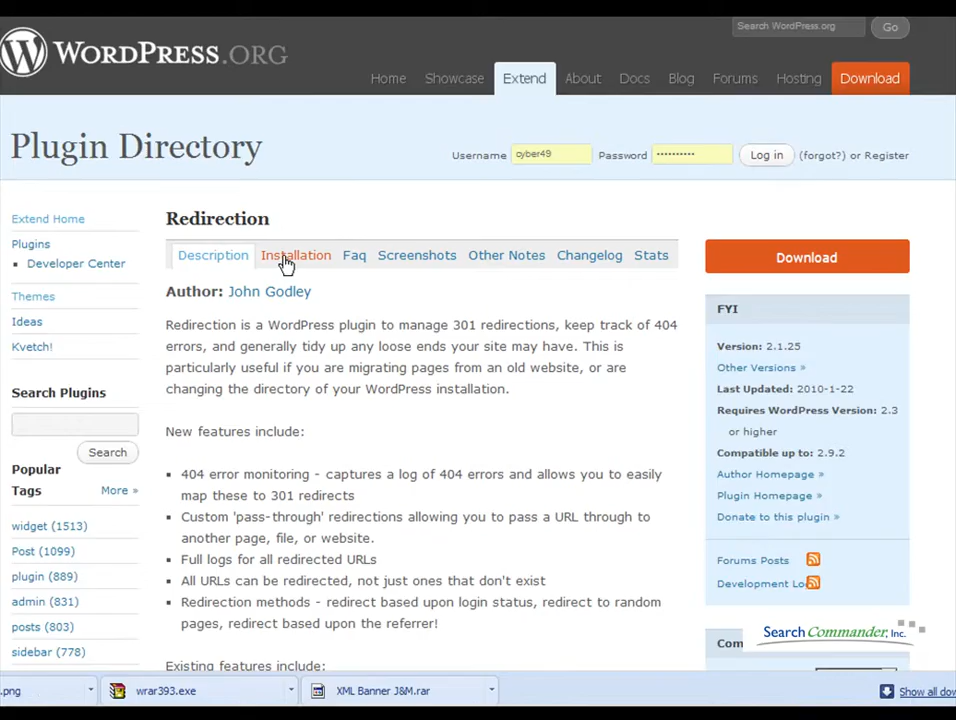 Search WordPress.org
Go
WORDPRESS.ORG
Home
Showcase
Extend
About
Docs
Blog
Forums
Hosting
Download
Plugin Directory
Username
cyber49
Password
••••••••••
Log in
(forgot?) or Register
Extend Home
Plugins
Developer Center
Themes
Ideas
Kvetch!
Search Plugins
Search
Popular
Tags
More »
widget (1513)
Post (1099)
plugin (889)
admin (831)
posts (803)
sidebar (778)
Redirection
Description
Installation
Faq
Screenshots
Other Notes
Changelog
Stats
Author: John Godley
Redirection is a WordPress plugin to manage 301 redirections, keep track of 404
errors, and generally tidy up any loose ends your site may have. This is
particularly useful if you are migrating pages from an old website, or are
changing the directory of your WordPress installation.
New features include:
404 error monitoring - captures a log of 404 errors and allows you to easily
map these to 301 redirects
Custom 'pass-through' redirections allowing you to pass a URL through to
another page, file, or website.
Full logs for all redirected URLs
All URLs can be redirected, not just ones that don't exist
Redirection methods - redirect based upon login status, redirect to random
pages, redirect based upon the referrer!
Existing features include:
Download
FYI
Version: 2.1.25
Other Versions »
Last Updated: 2010-1-22
Requires WordPress Version: 2.3
or higher
Compatible up to: 2.9.2
Author Homepage »
Plugin Homepage »
Donate to this plugin »
Forums Posts
Development Lo
Search Commander, Inc.
Com
.png
wrar393.exe
XML Banner J&M.rar
Show all dow